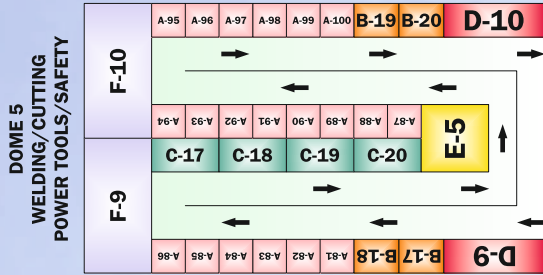 DOME 5
WELDING/CUTTING
POWER TOOLS/SAFETY
F-10
F-9
A-95 A-96 A-97 A-98 A-99 A-100 B-19 B-20 D-10
A-94 A-93 A-92 A-91 A-90 A-89 A-88 A-87 E-5
C-17 C-18 C-19 C-20
A-86 A-85 A-84 A-83 A-82 A-81 B-18 B-17 D-9